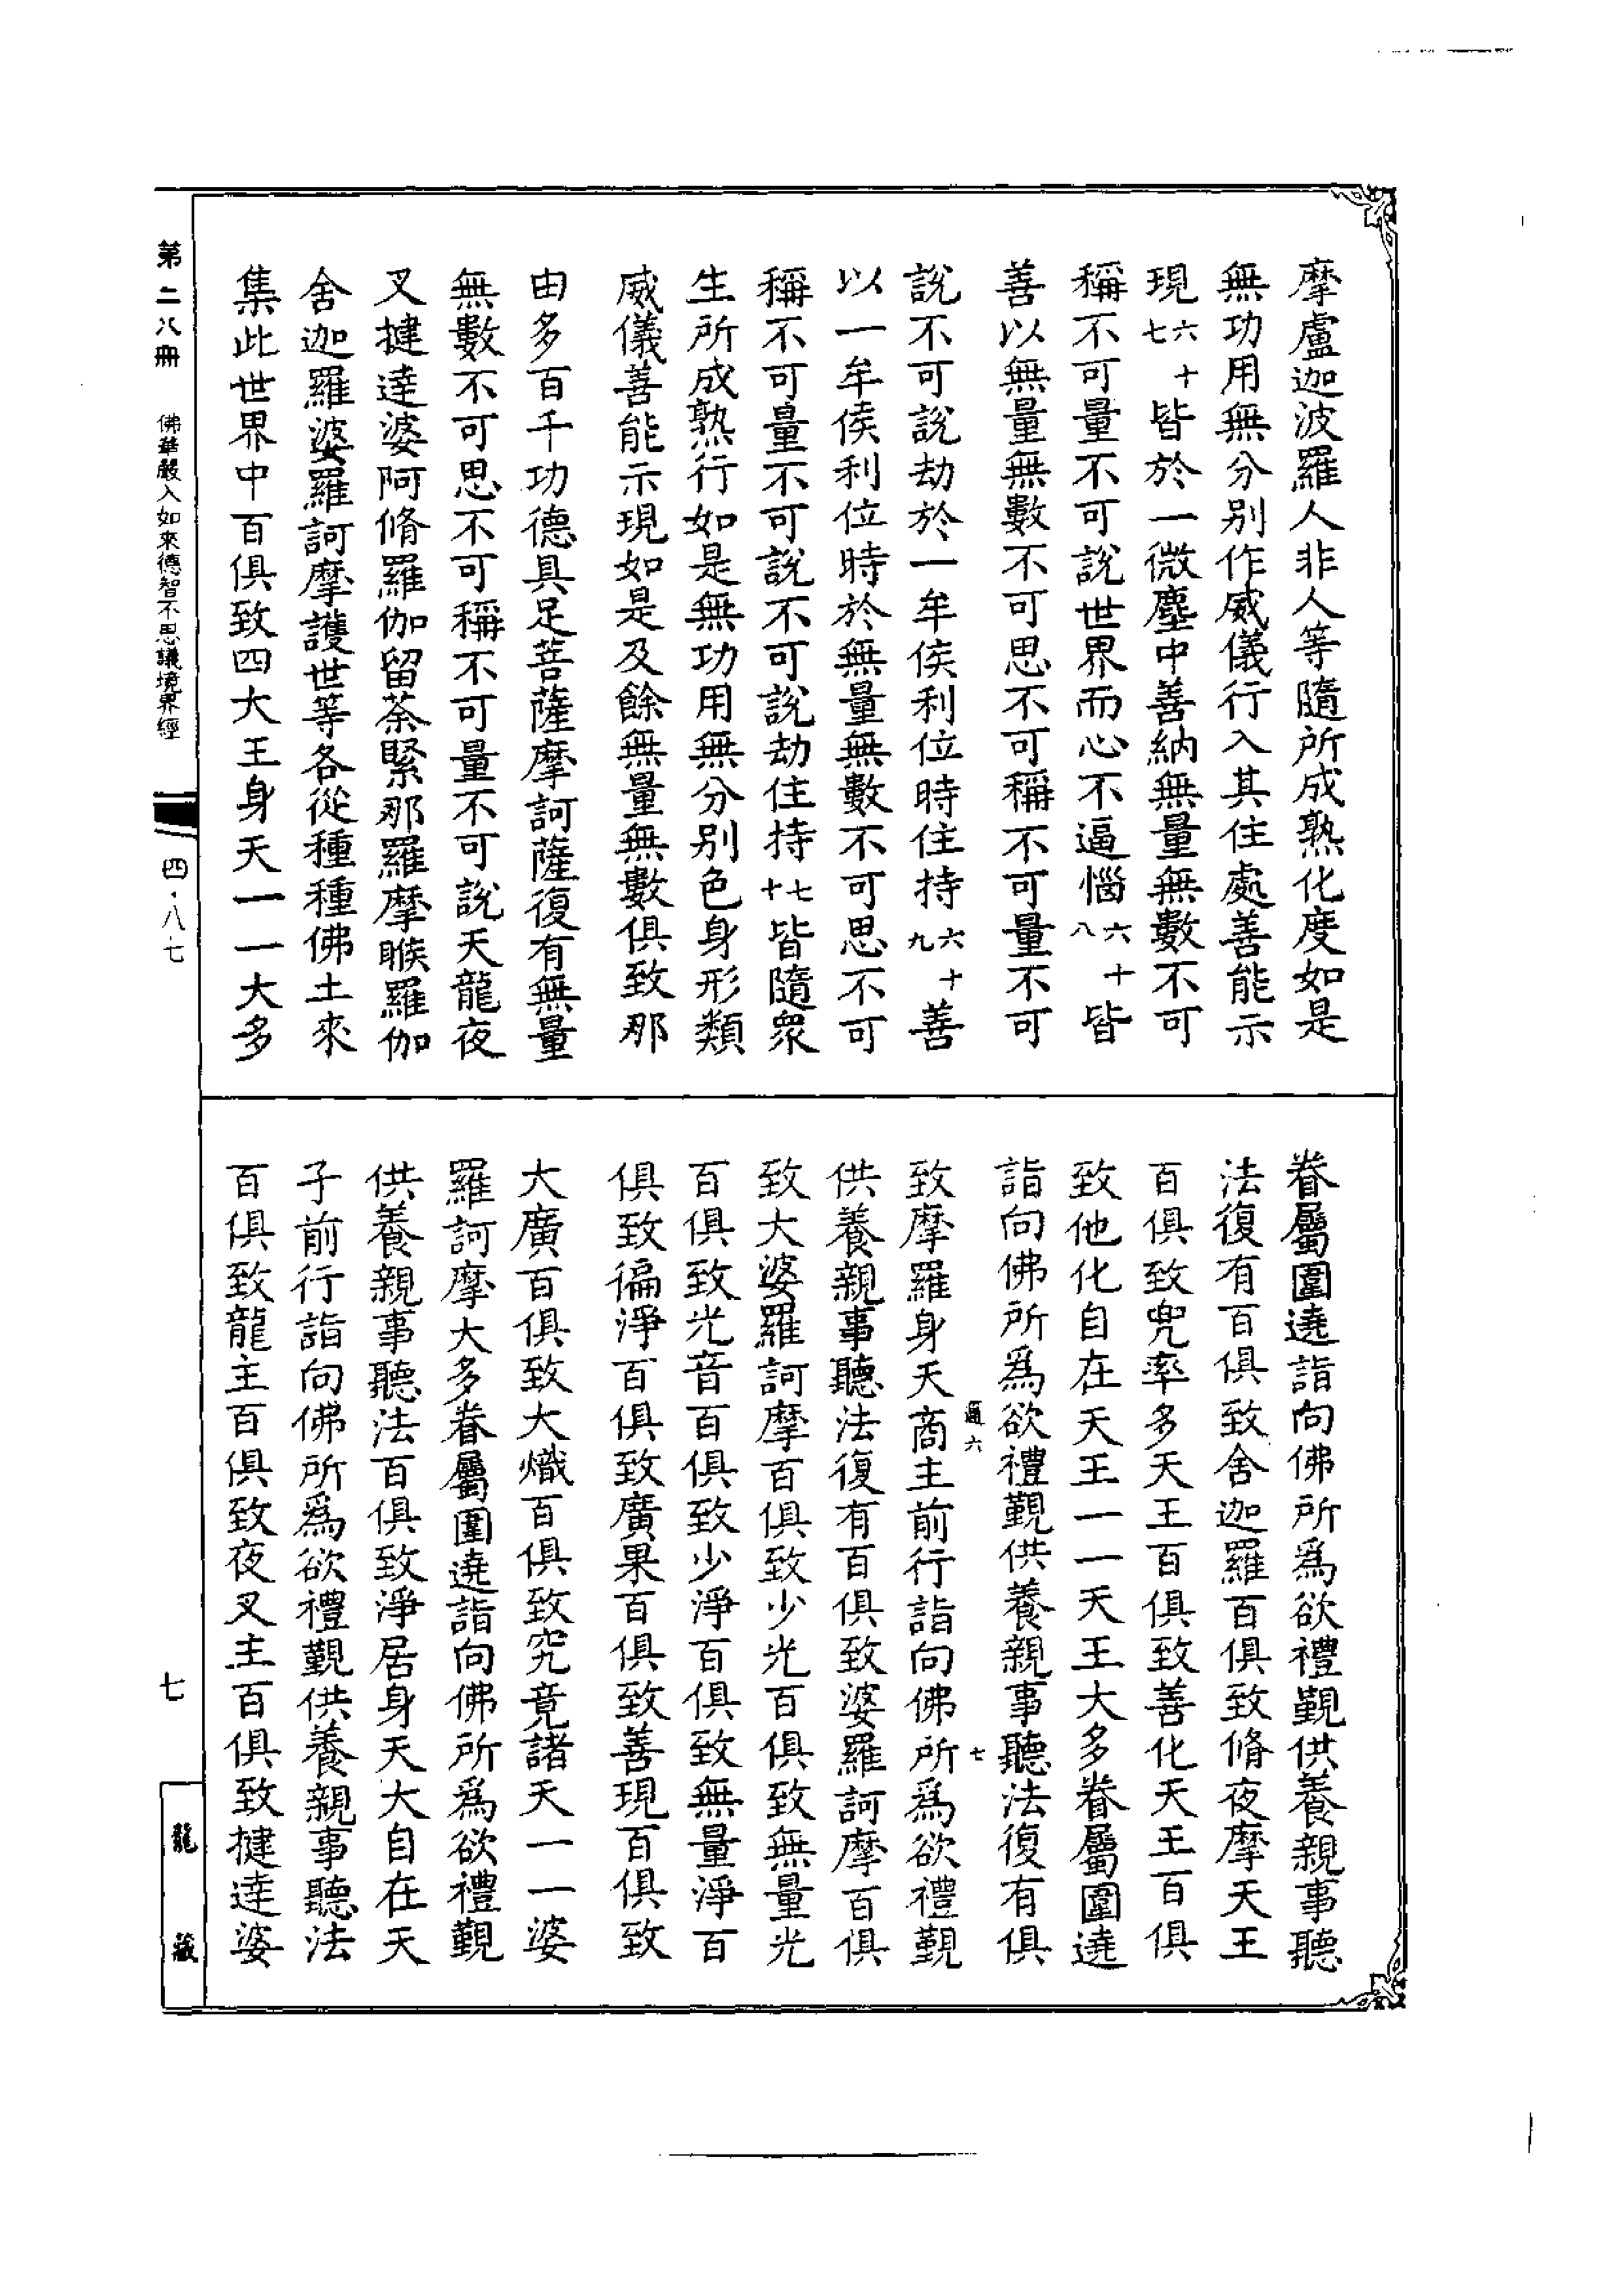 摩盧迦波羅人非人等隨所成熟化度如是
無功用無分别作威儀行入其住處善能示
現六十七皆於一微塵中善納無量無數不可
稱不可量不可說世界而心不逼惱六十八皆
善以無量無數不可思不可稱不可量不可
說不可說劫於一牟侯利位時住持六十九善
以一牟侯利位時於無量無數不可思不可
稱不可量不可說不可說劫住持七十皆隨衆
生所成熟行如是無功用無分别色身形類
威儀善能示現如是及餘無量無數俱致那
由多百千功德具足菩薩摩訶薩復有無量
無數不可思不可稱不可量不可說天龍夜
叉揵達婆阿脩羅伽留荼緊那羅摩睺羅伽
舍迦羅婆羅訶摩護世等各從種種佛土來
集此世界中百俱致四大王身天一一大多
眷屬圍遶詣向佛所爲欲禮覲供養親事聽
法復有百俱致舍迦羅百俱致脩夜摩天王
百俱致兜率多天王百俱致善化天王百俱
致他化自在天王一一天王大多眷屬圍遶
詣向佛所爲欲禮覲供養親事聽法復有俱
週六 七
致摩羅身天商主前行詣向佛所爲欲禮覲
供養親事聽法復有百俱致婆羅訶摩百俱
致大婆羅訶摩百俱致少光百俱致無量光
百俱致光音百俱致少淨百俱致無量淨百
俱致徧淨百俱致廣果百俱致善現百俱致
大廣百俱致大熾百俱致究竟諸天一一婆
羅訶摩大多眷屬圍遶詣向佛所爲欲禮覲
供養親事聽法百俱致淨居身天大自在天
子前行詣向佛所爲欲禮覲供養親事聽法
百俱致龍主百俱致夜叉主百俱致揵達婆
第二八冊 佛華嚴入如來德智不思議境界經 四·八七
七 龍藏